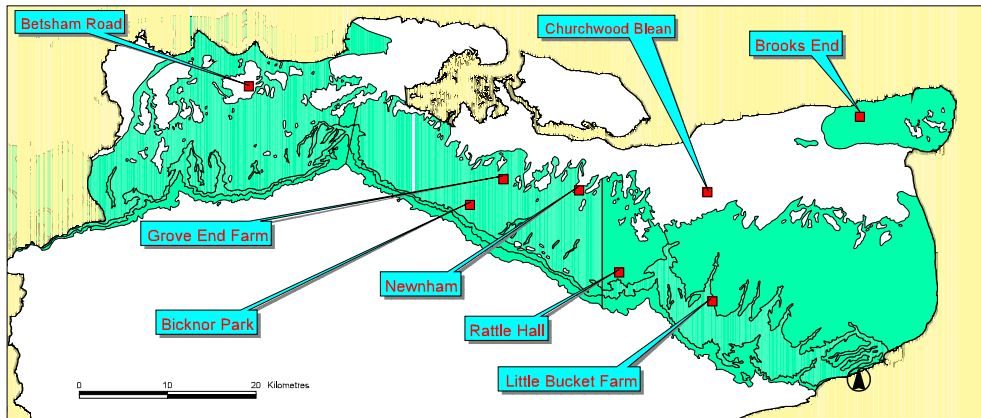 Betsham Road
Churchwood Blean
Brooks End
Grove End Farm
Newnham
Bicknor Park
Rattle Hall
Little Bucket Farm
0 10 20 Kilometres